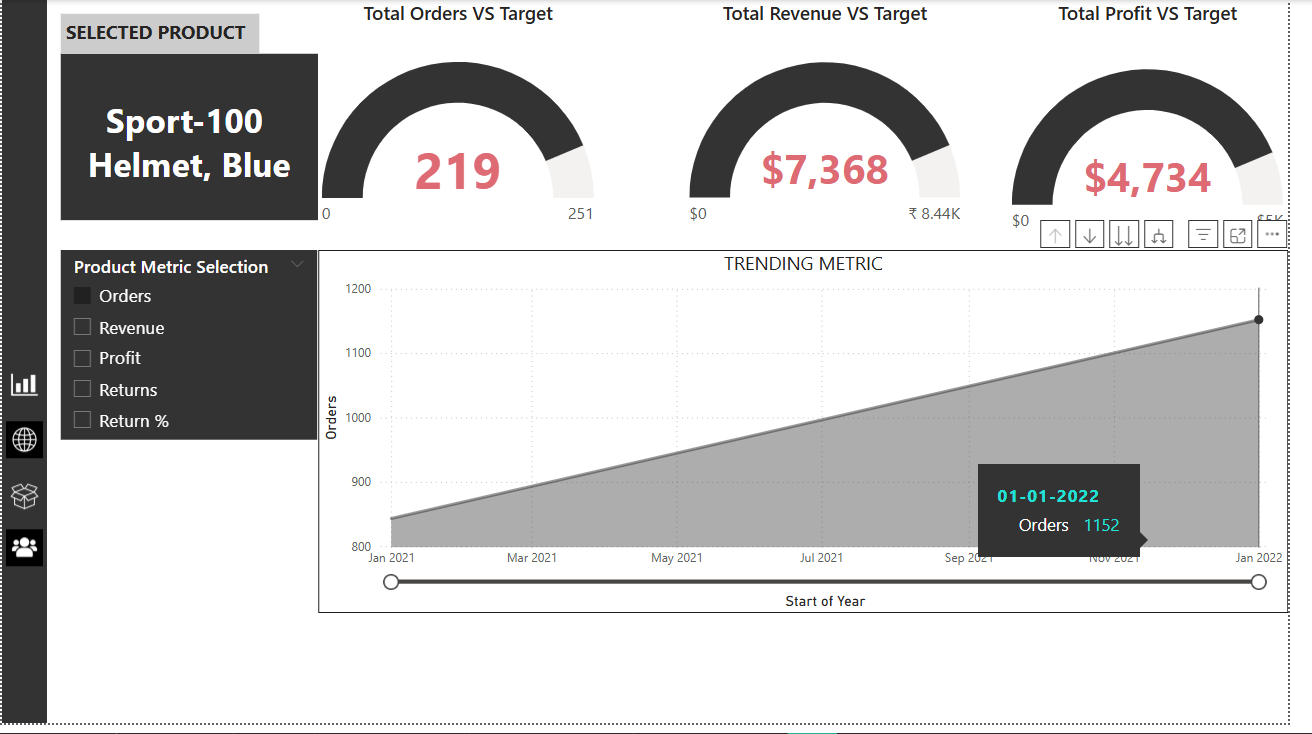 Total Orders VS Target
Total Revenue VS Target
Total Profit VS Target
SELECTED PRODUCT
Sport-100
Helmet, Blue
219
0
251
$7,368
$0
₹ 8.44K
$4,734
$0
$5K
Product Metric Selection
Orders
Revenue
Profit
Returns
Return %
TRENDING METRIC
1200
1100
1000
900
800
Orders
01-01-2022
Orders 1152
Jan 2021
Mar 2021
May 2021
Jul 2021
Sep 2021
Nov 2021
Jan 2022
Start of Year